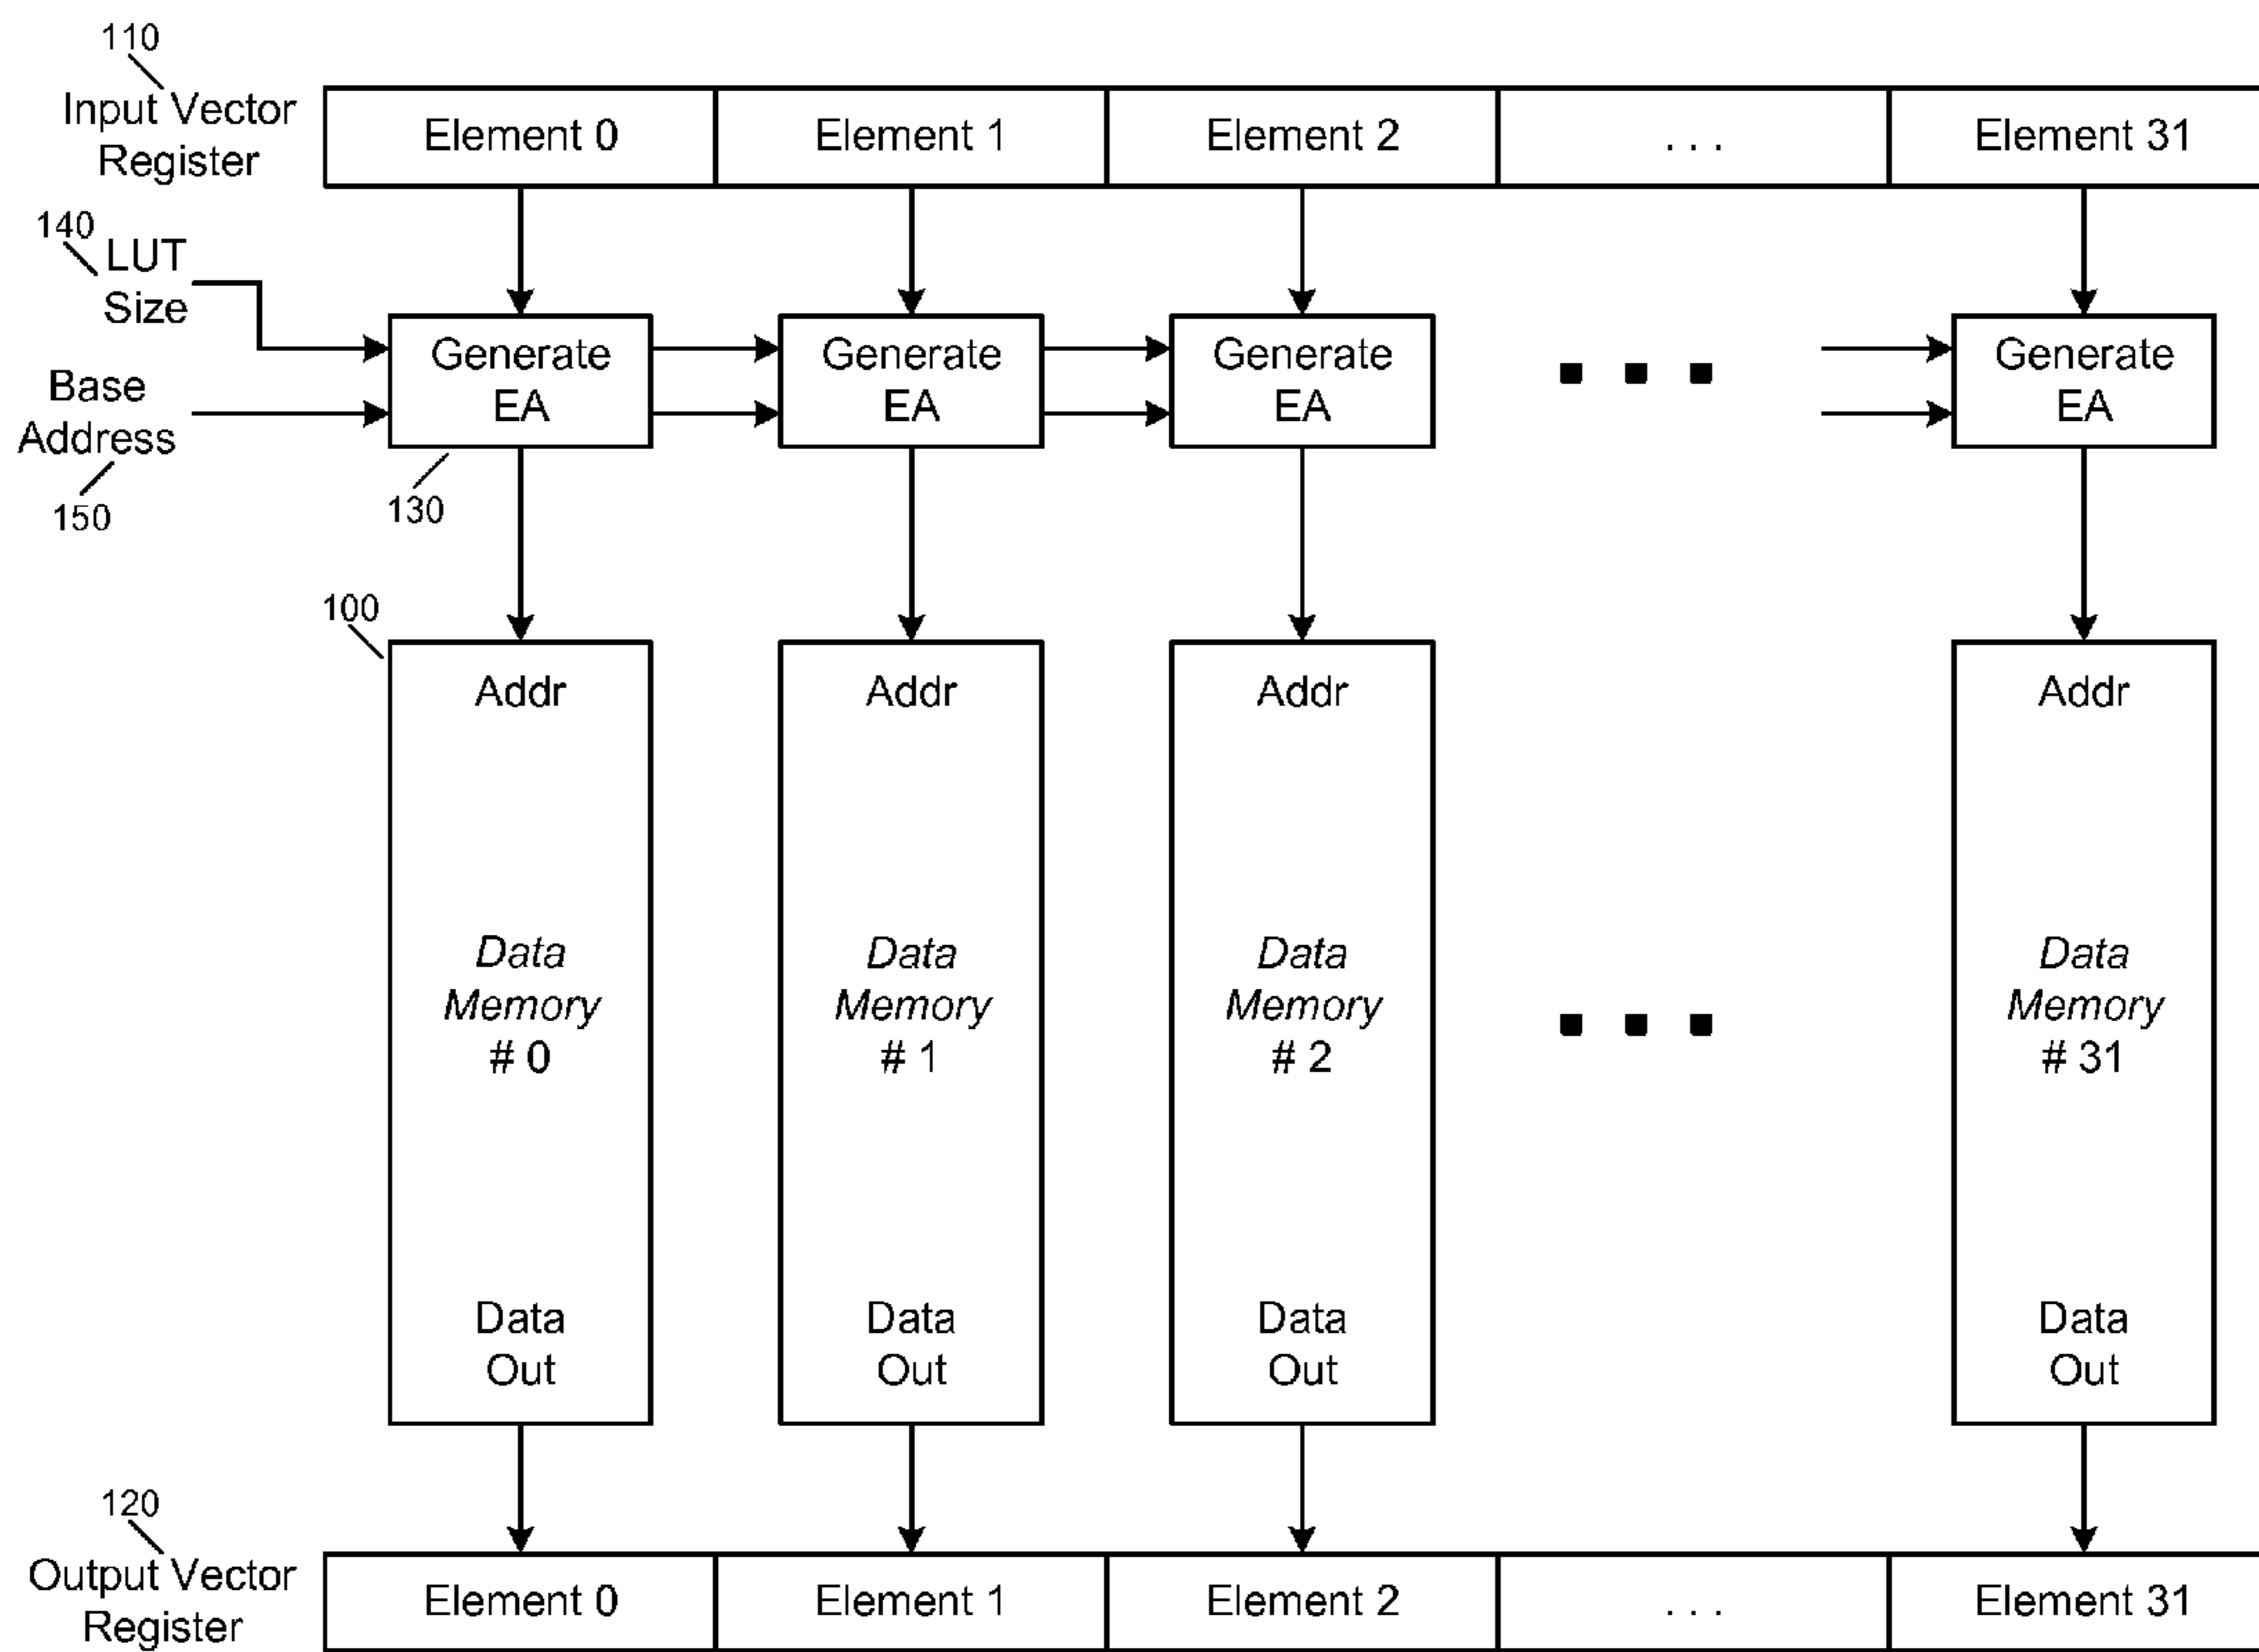 110
Input Vector
Register
Element 0
Element 1
Element 2
. . .
Element 31
140
LUT
Size
Base
Address
150
Generate
EA
Generate
EA
Generate
EA
Generate
EA
130
100
Addr
Addr
Addr
Addr
Data
Memory
# 0
Data
Memory
# 1
Data
Memory
# 2
Data
Memory
# 31
Data
Out
Data
Out
Data
Out
Data
Out
120
Output Vector
Register
Element 0
Element 1
Element 2
. . .
Element 31